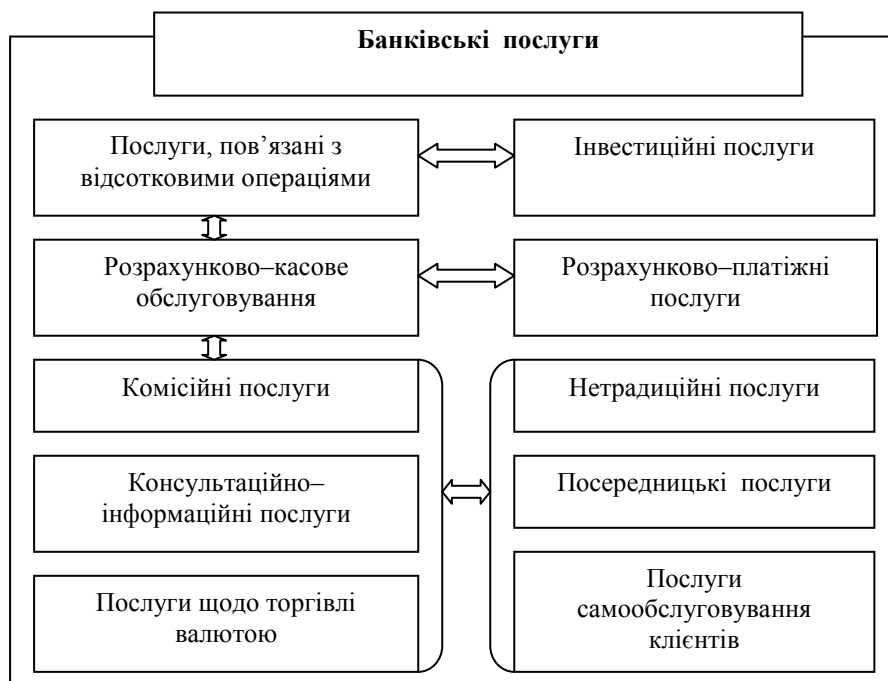 Банківські послуги
Послуги, пов’язані з
відсотковими операціями
Інвестиційні послуги
Розрахунково–касове
обслуговування
Розрахунково–платіжні
послуги
Комісійні послуги
Нетрадиційні послуги
Консультаційно–
інформаційні послуги
Посередницькі послуги
Послуги щодо торгівлі
валютою
Послуги
самообслуговування
клієнтів